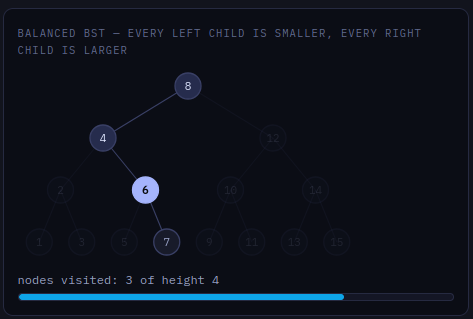 BALANCED BST — EVERY LEFT CHILD IS SMALLER, EVERY RIGHT
CHILD IS LARGER
8
4 12
2 6 10 14
1 3 5 7 9 11 13 15
nodes visited: 3 of height 4